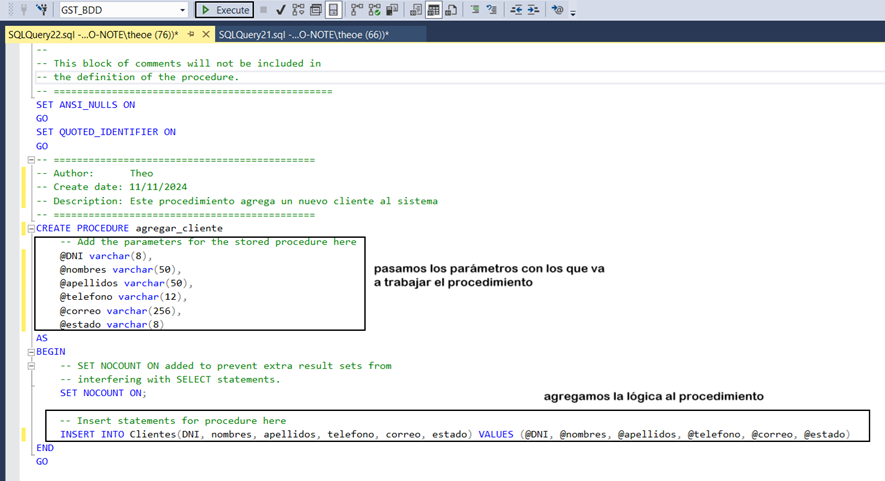 GST_BDD Execute
SQLQuery22.sql -...O-NOTE\theoe (76))* SQLQuery21.sql -...O-NOTE\theoe (66))*
--
-- This block of comments will not be included in
-- the definition of the procedure.
-- ================================================
SET ANSI_NULLS ON
GO
SET QUOTED_IDENTIFIER ON
GO
-- =============================================
-- Author: Theo
-- Create date: 11/11/2024
-- Description: Este procedimiento agrega un nuevo cliente al sistema
-- =============================================
CREATE PROCEDURE agregar_cliente
-- Add the parameters for the stored procedure here
@DNI varchar(8),
@nombres varchar(50),
@apellidos varchar(50),
@telefono varchar(12),
@correo varchar(256),
@estado varchar(8)
pasamos los parámetros con los que va
a trabajar el procedimiento
AS
BEGIN
-- SET NOCOUNT ON added to prevent extra result sets from
-- interfering with SELECT statements.
SET NOCOUNT ON;
agregamos la lógica al procedimiento
-- Insert statements for procedure here
INSERT INTO Clientes(DNI, nombres, apellidos, telefono, correo, estado) VALUES (@DNI, @nombres, @apellidos, @telefono, @correo, @estado)
END
GO